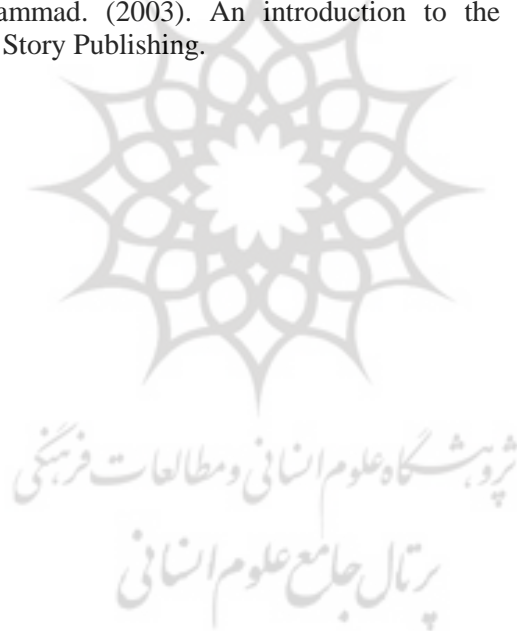 ammad. (2003). An introduction to the
Story Publishing.
پژوهشگاه علوم انسانی و مطالعات فرهنگی
پرتال جامع علوم انسانی